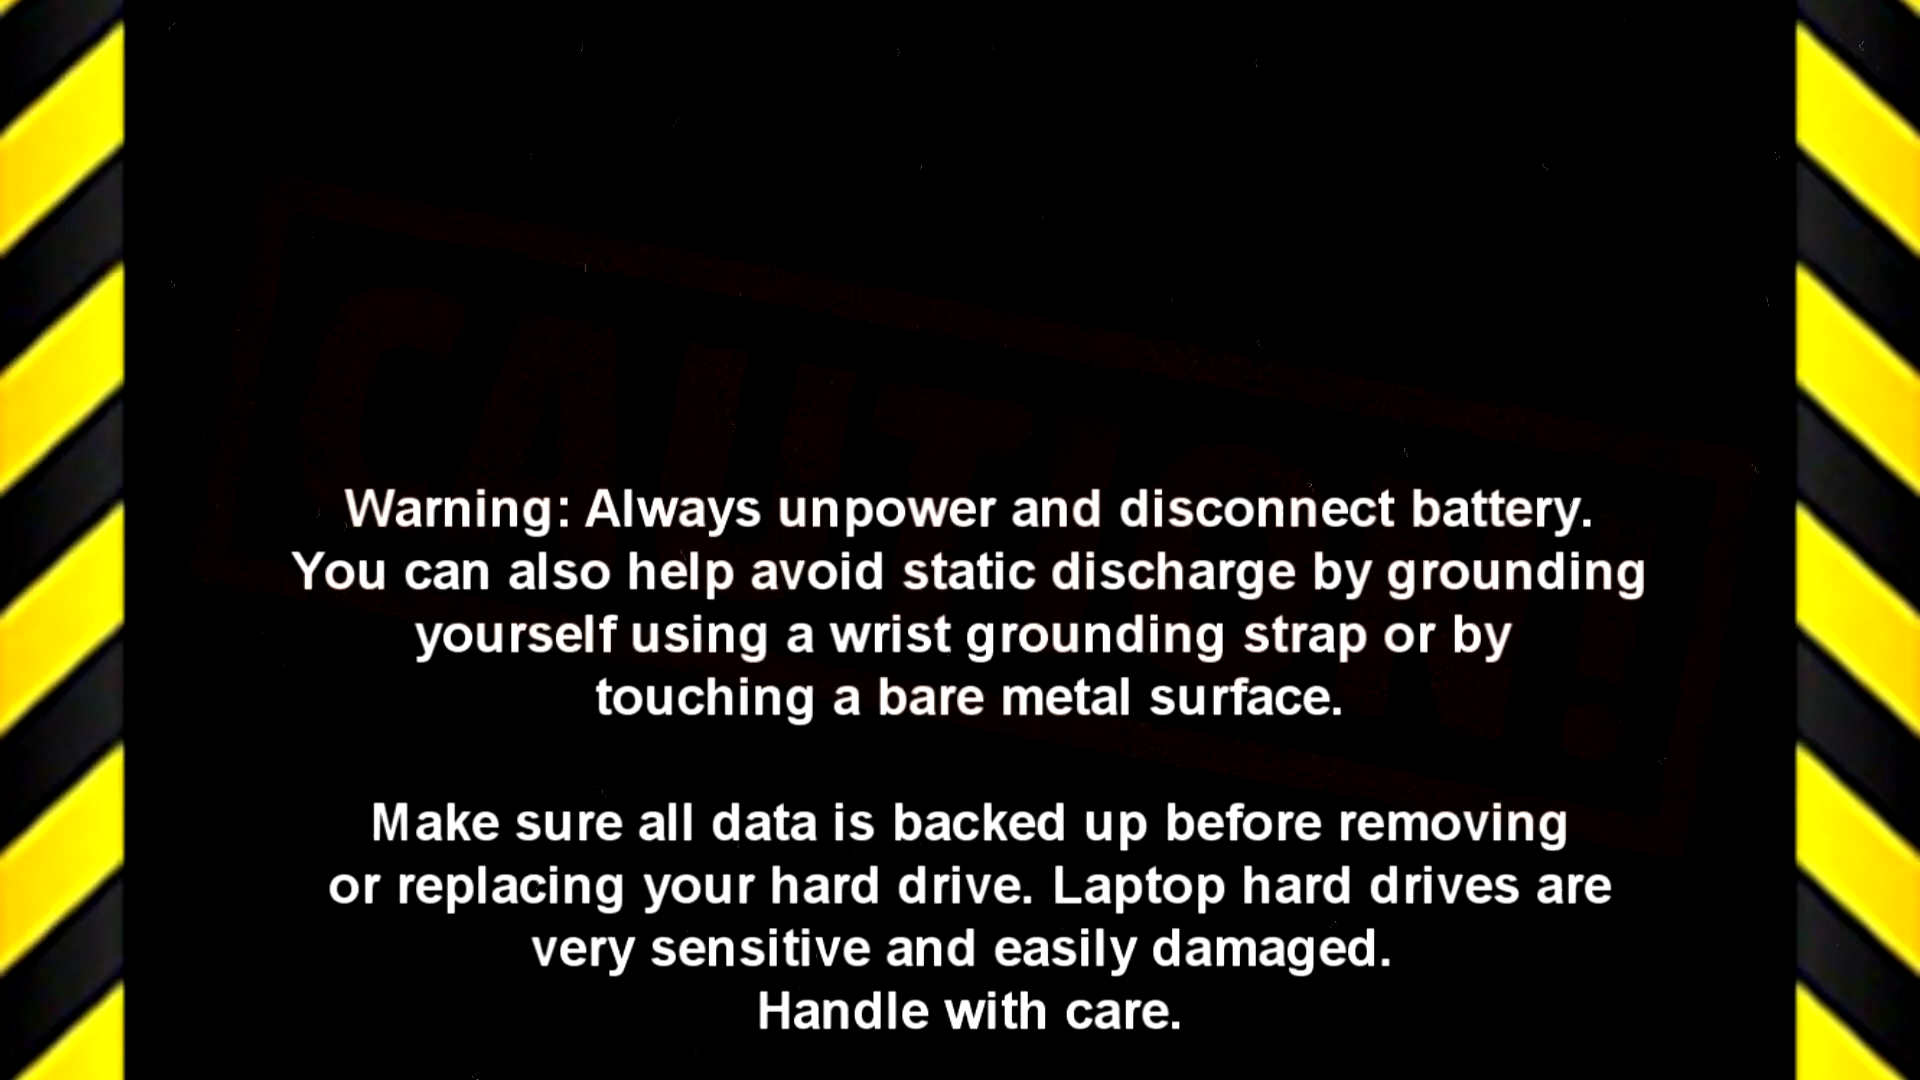 CAUTION!
Warning: Always unpower and disconnect battery.
You can also help avoid static discharge by grounding
yourself using a wrist grounding strap or by
touching a bare metal surface.
Make sure all data is backed up before removing
or replacing your hard drive. Laptop hard drives are
very sensitive and easily damaged.
Handle with care.